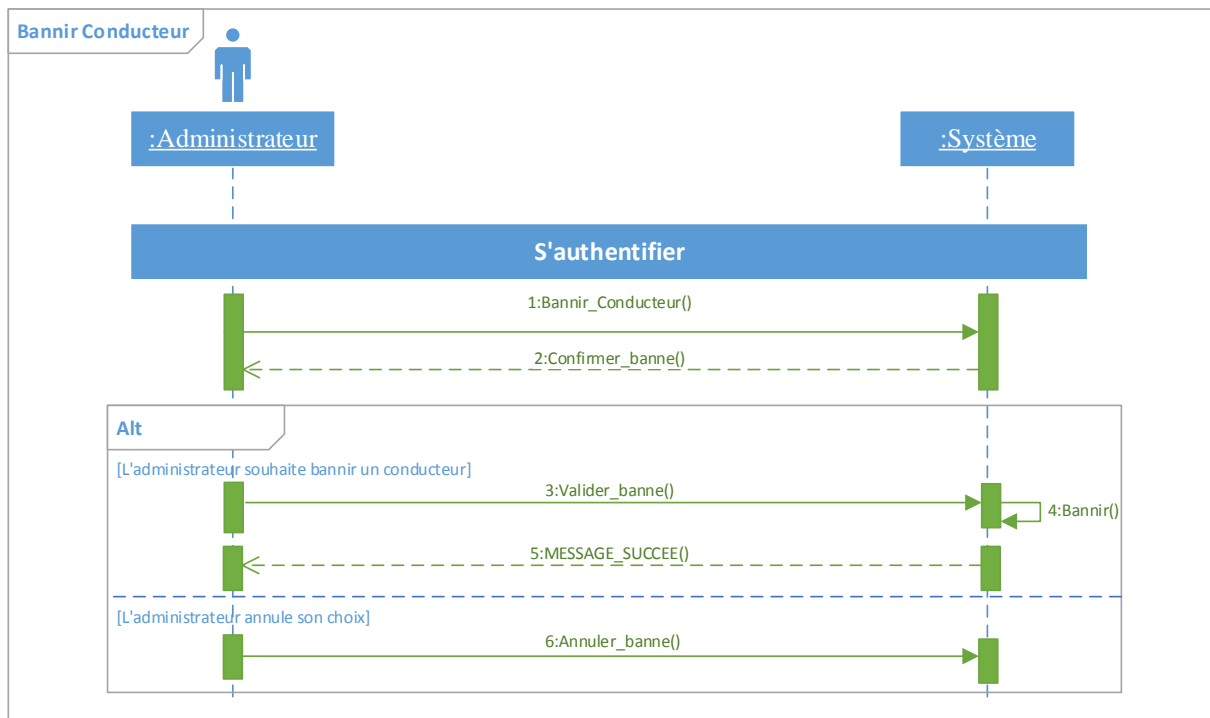 Bannir Conducteur
:Administrateur
:Système
S'authentifier
1:Bannir_Conducteur()
2:Confirmer_banne()
Alt
[L'administrateur souhaite bannir un conducteur]
3:Valider_banne()
4:Bannir()
5:MESSAGE_SUCCEE()
[L'administrateur annule son choix]
6:Annuler_banne()